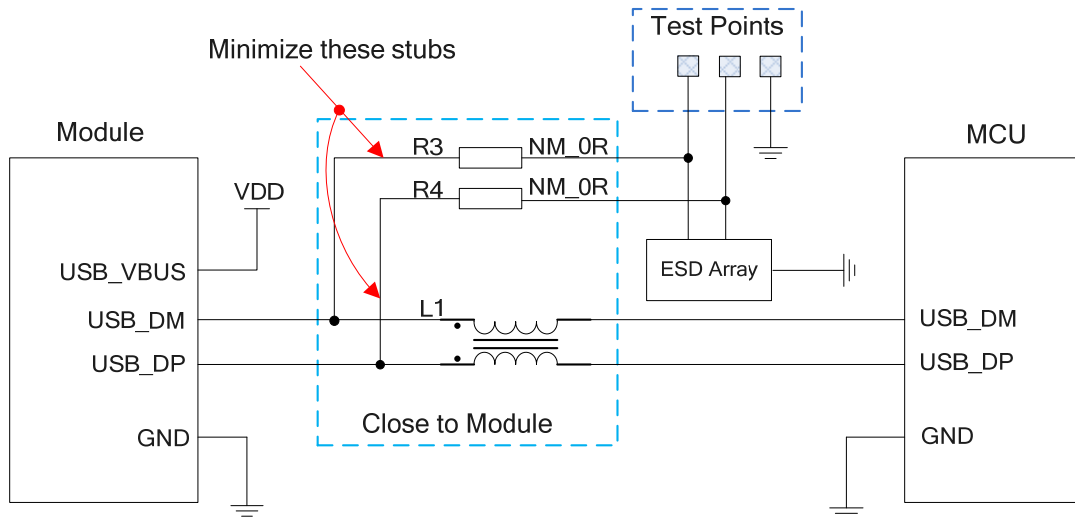 Test Points
Minimize these stubs
Module
MCU
R3
NM_0R
R4
NM_0R
VDD
USB_VBUS
ESD Array
L1
USB_DM
USB_DM
USB_DP
USB_DP
Close to Module
GND
GND